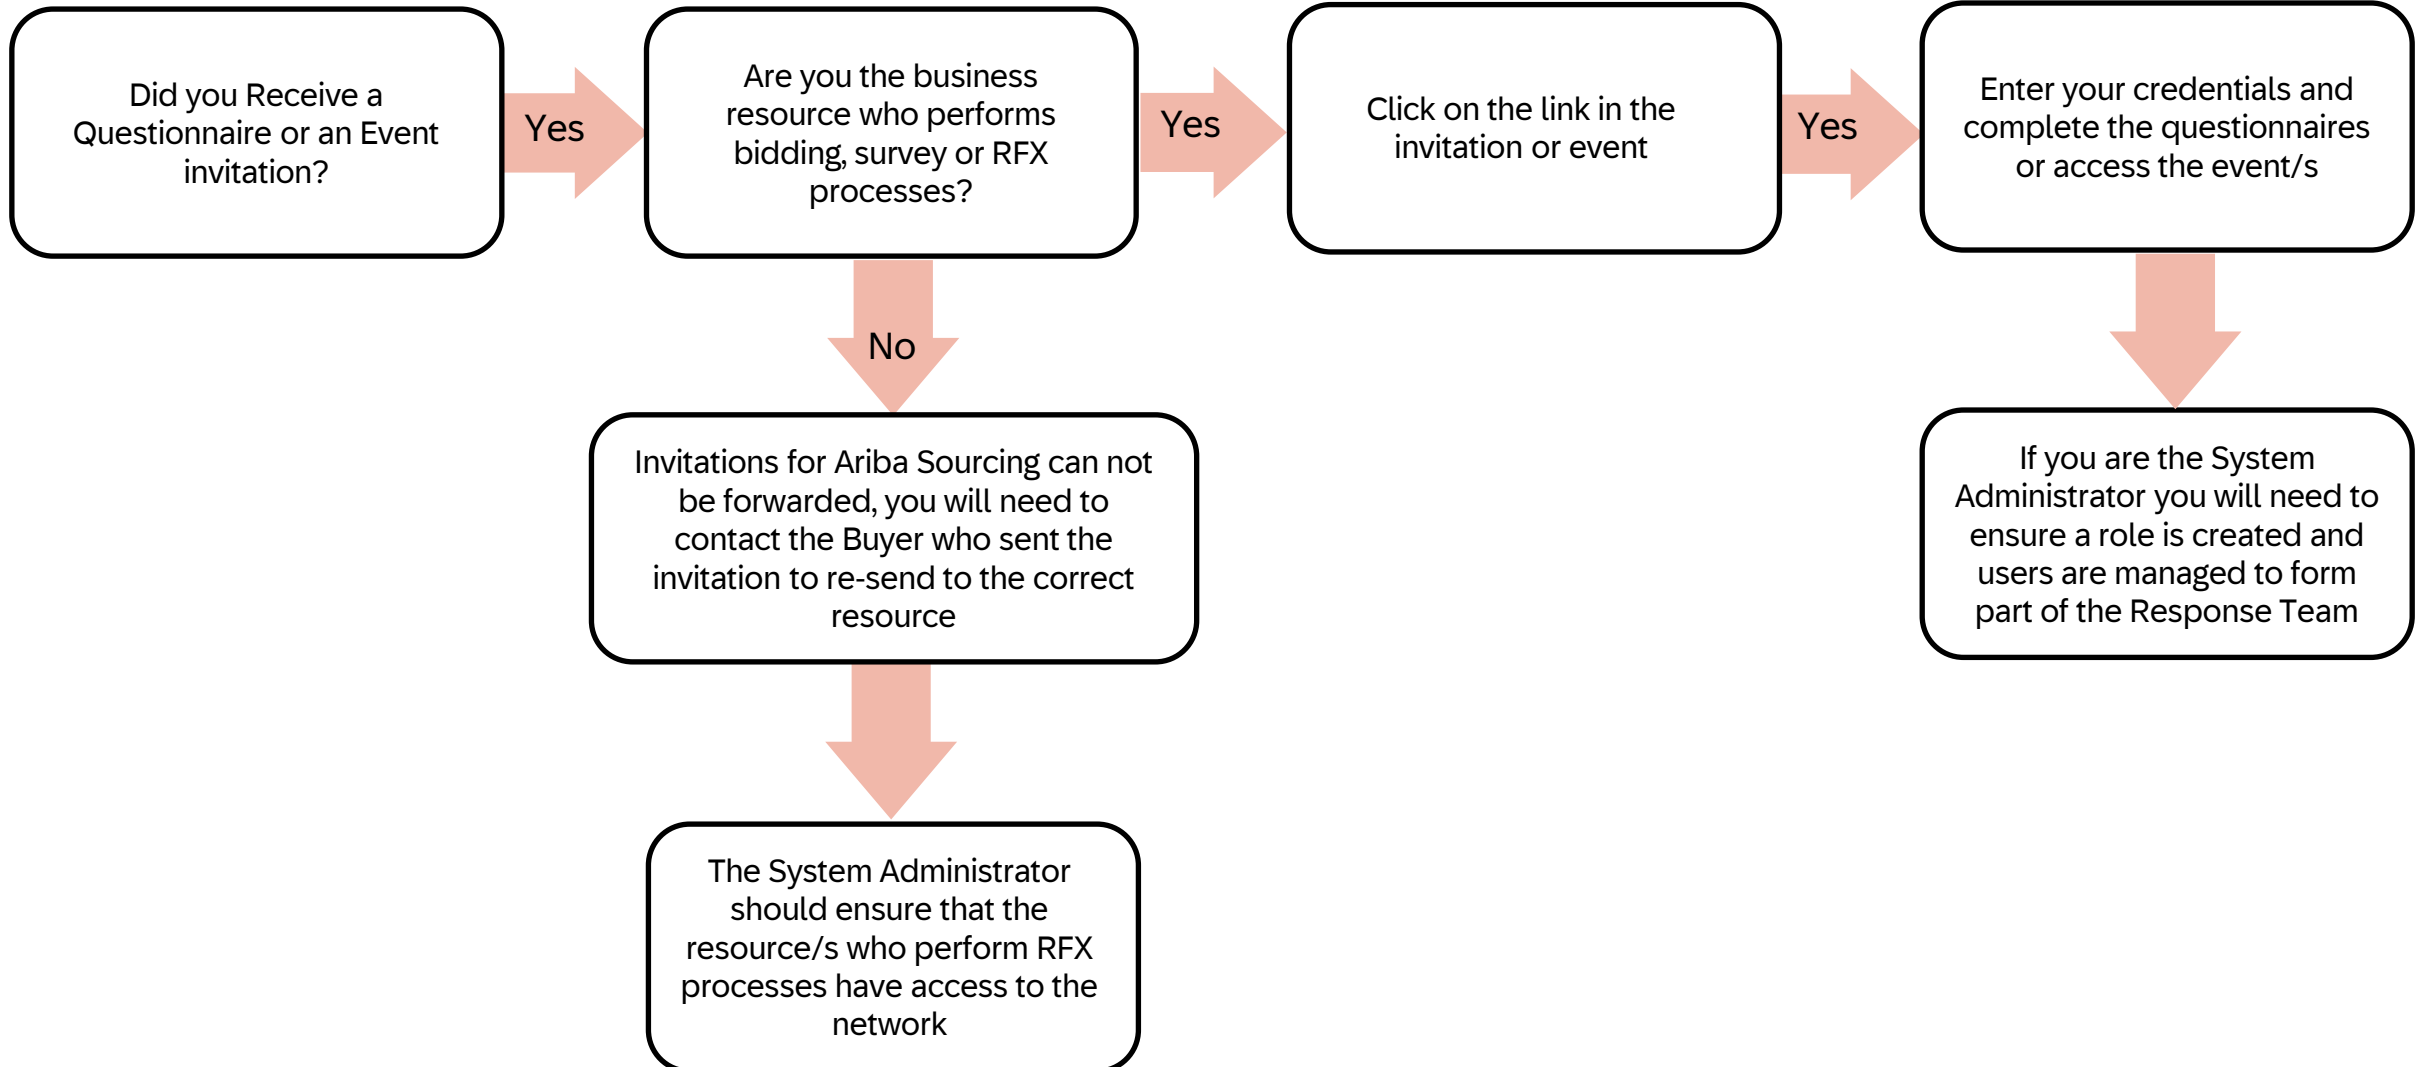 Did you Receive a
Questionnaire or an Event
invitation?
Yes
Are you the business
resource who performs
bidding, survey or RFX
processes?
Yes
Click on the link in the
invitation or event
Yes
Enter your credentials and
complete the questionnaires
or access the event/s
No
Invitations for Ariba Sourcing can not
be forwarded, you will need to
contact the Buyer who sent the
invitation to re-send to the correct
resource
If you are the System
Administrator you will need to
ensure a role is created and
users are managed to form
part of the Response Team
The System Administrator
should ensure that the
resource/s who perform RFX
processes have access to the
network